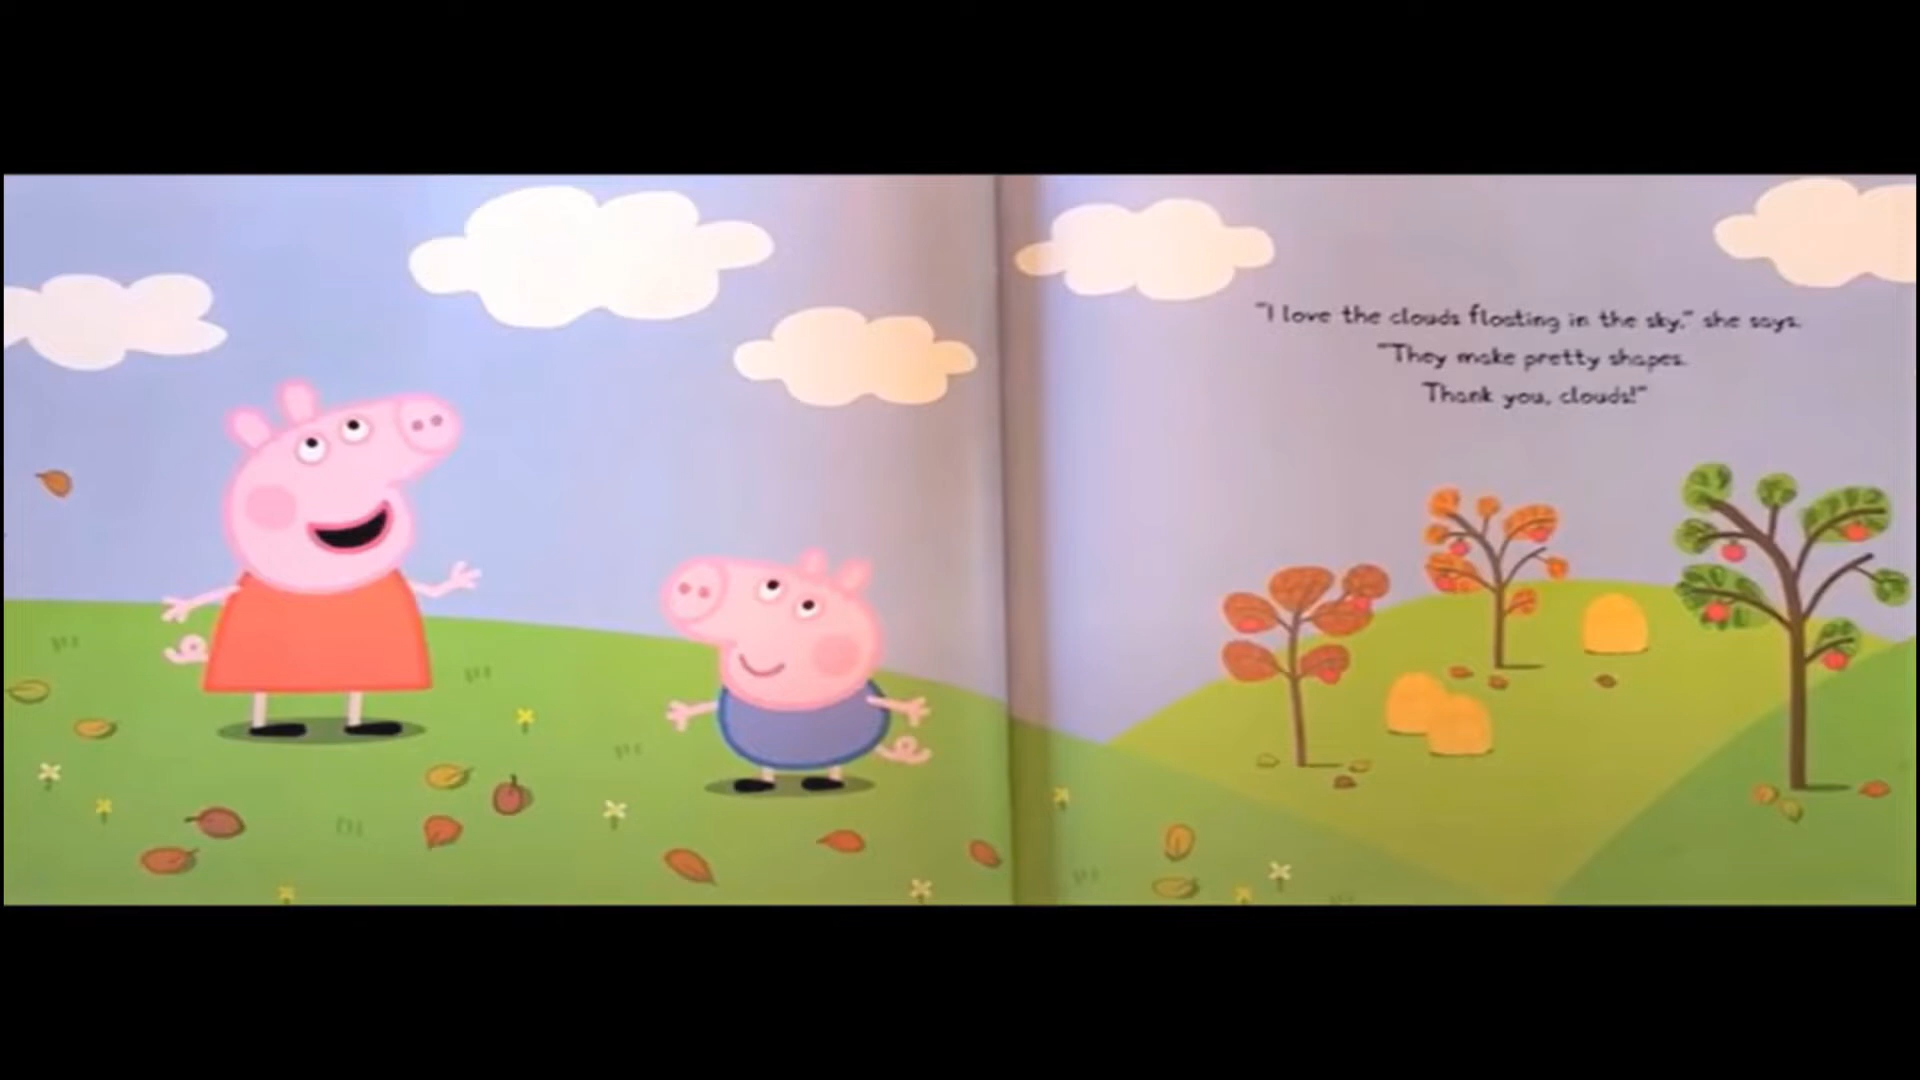 "I love the clouds floating in the sky," she says.
"They make pretty shapes.
Thank you, clouds!"